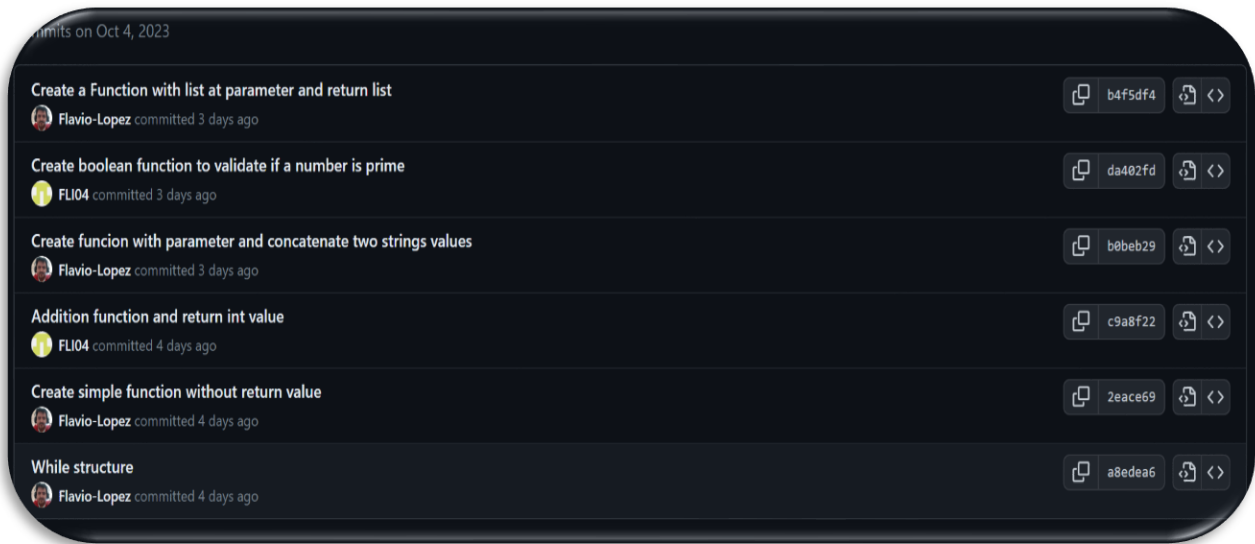 on Oct 4, 2023
Create a Function with list at parameter and return list
b4f5df4
Flavio-Lopez committed 3 days ago
Create boolean function to validate if a number is prime
da402fd
FLI04 committed 3 days ago
Create funcion with parameter and concatenate two strings values
b0beb29
Flavio-Lopez committed 3 days ago
Addition function and return int value
c9a8f22
FLI04 committed 4 days ago
Create simple function without return value
2eace69
Flavio-Lopez committed 4 days ago
While structure
a8edea6
Flavio-Lopez committed 4 days ago